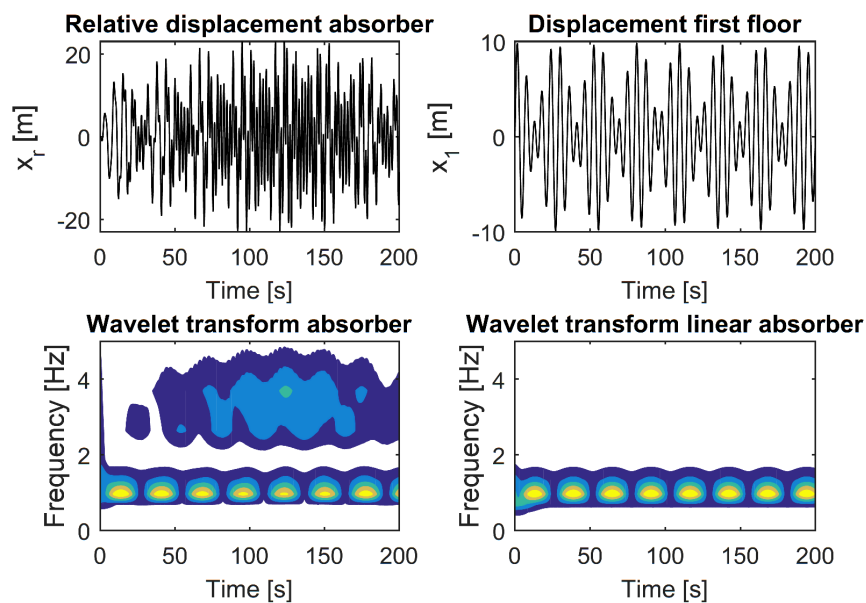 Relative displacement absorber
20
0
-20
x_r [m]
0 50 100 150 200
Time [s]
Displacement first floor
10
0
-10
x_1 [m]
0 50 100 150 200
Time [s]
Wavelet transform absorber
4
2
0
Frequency [Hz]
0 50 100 150 200
Time [s]
Wavelet transform linear absorber
4
2
0
Frequency [Hz]
0 50 100 150 200
Time [s]